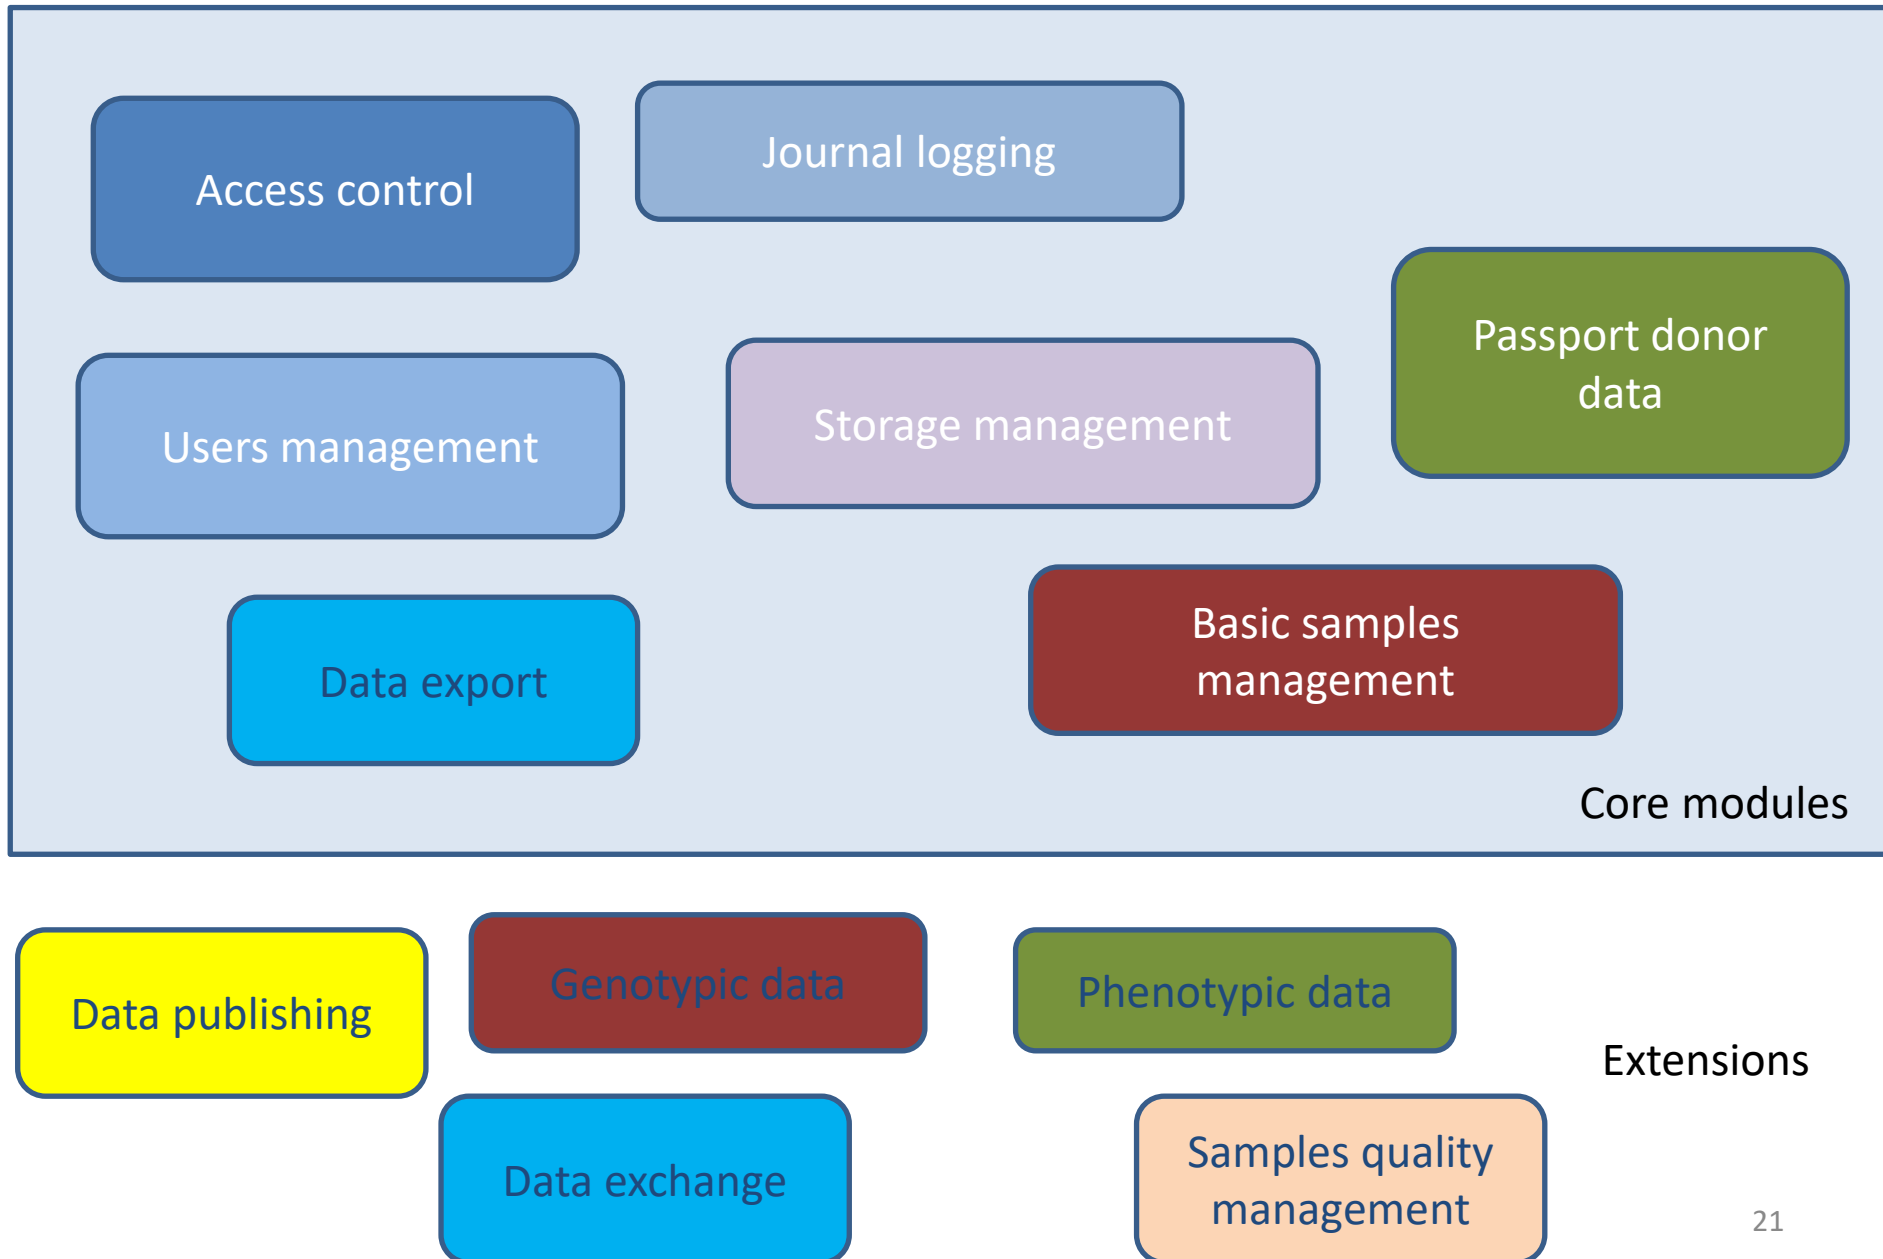 Access control
Journal logging
Passport donor
data
Users management
Storage management
Data export
Basic samples
management
Core modules
Data publishing
Genotypic data
Phenotypic data
Extensions
Data exchange
Samples quality
management
21